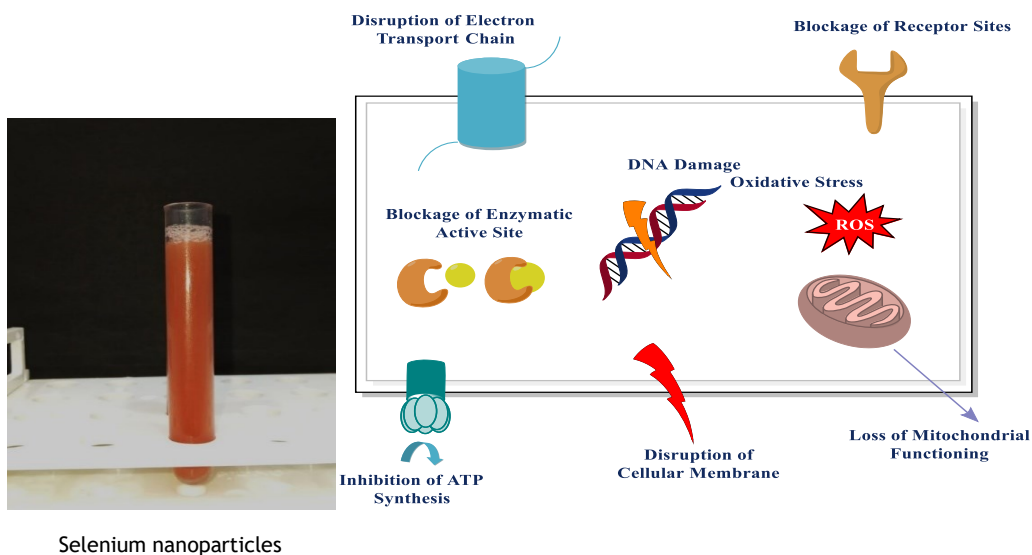 Disruption of Electron
Transport Chain
Blockage of Receptor Sites
DNA Damage
Oxidative Stress
ROS
Blockage of Enzymatic
Active Site
Loss of Mitochondrial
Functioning
Disruption of
Cellular Membrane
Inhibition of ATP
Synthesis
Selenium nanoparticles